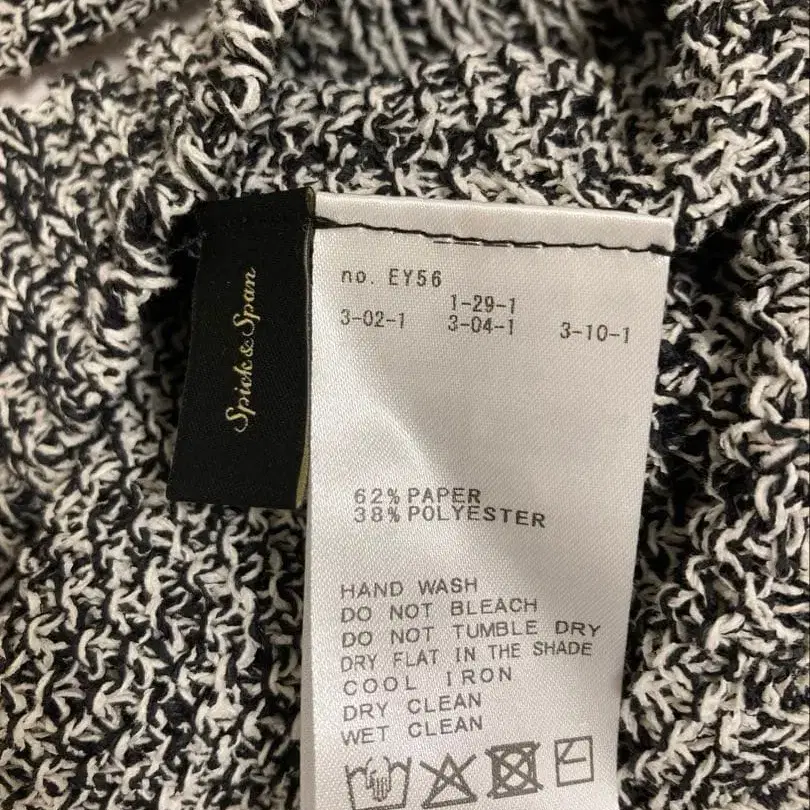 Spick & Span
no. EY56
1-29-1
3-02-1 3-04-1 3-10-1
62% PAPER
38% POLYESTER
HAND WASH
DO NOT BLEACH
DO NOT TUMBLE DRY
DRY FLAT IN THE SHADE
COOL IRON
DRY CLEAN
WET CLEAN